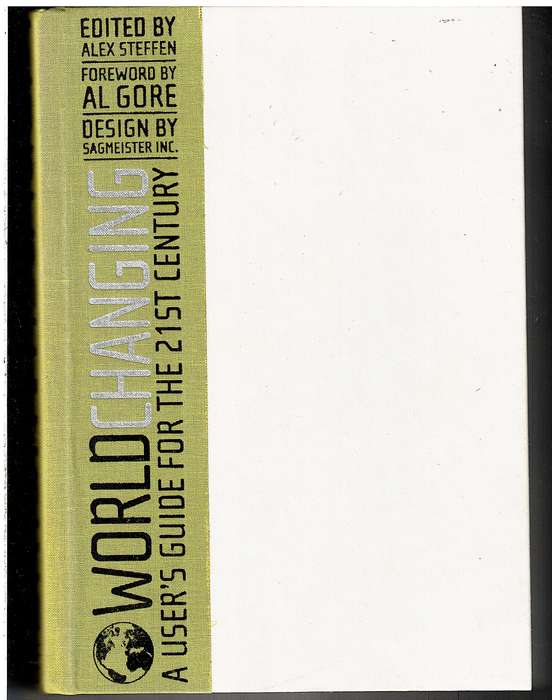 EDITED BY
ALEX STEFFEN
FOREWORD BY
AL GORE
DESIGN BY
SAGMEISTER INC.
WORLDCHANGING
A USER'S GUIDE FOR THE 21ST CENTURY